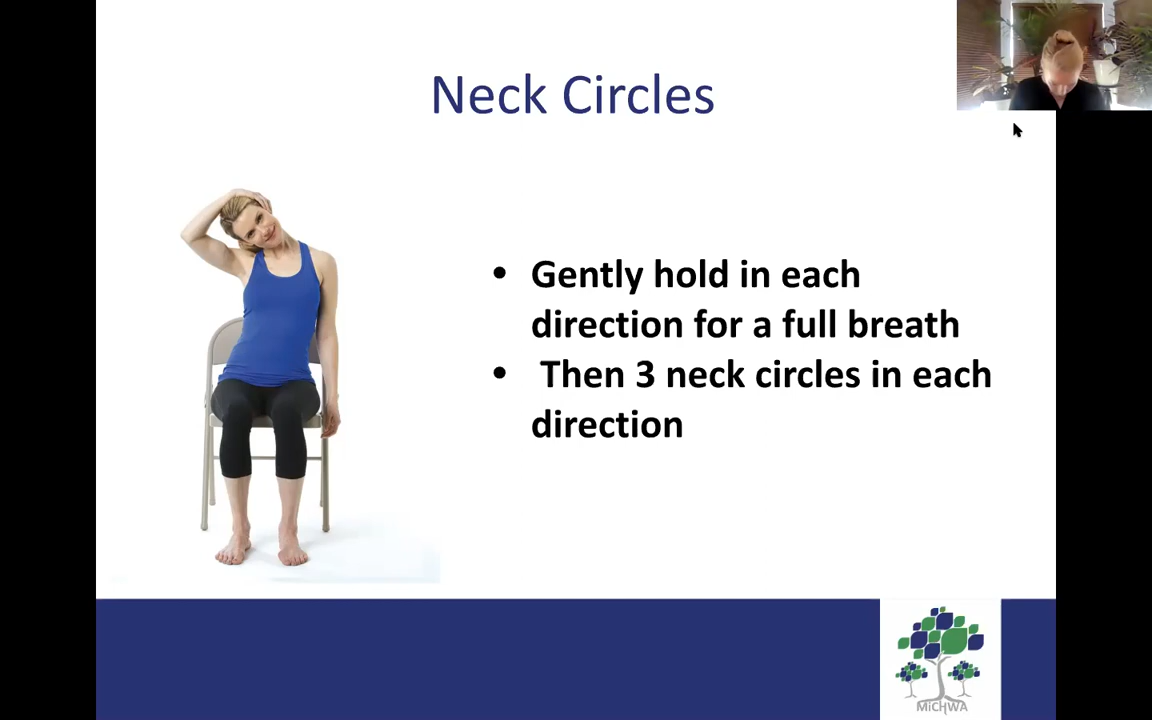 Neck Circles
• Gently hold in each
direction for a full breath
• Then 3 neck circles in each
direction
MiCHWA